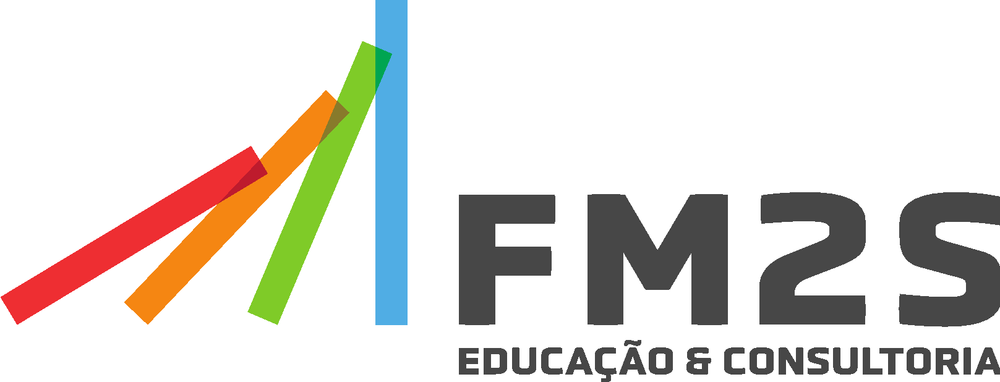 FM2S
EDUCAÇÃO & CONSULTORIA